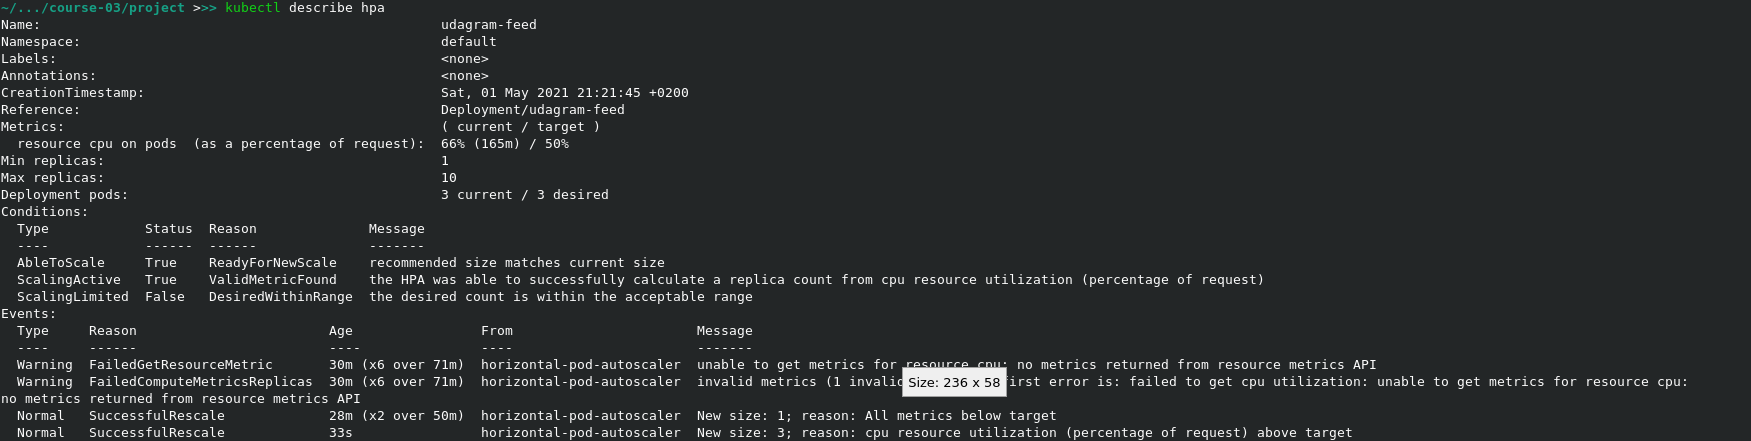 ~/.../course-03/project >>> kubectl describe hpa
Name: udagram-feed
Namespace: default
Labels: <none>
Annotations: <none>
CreationTimestamp: Sat, 01 May 2021 21:21:45 +0200
Reference: Deployment/udagram-feed
Metrics: ( current / target )
resource cpu on pods (as a percentage of request): 66% (165m) / 50%
Min replicas: 1
Max replicas: 10
Deployment pods: 3 current / 3 desired
Conditions:
Type Status Reason Message
---- ------ ------ -------
AbleToScale True ReadyForNewScale recommended size matches current size
ScalingActive True ValidMetricFound the HPA was able to successfully calculate a replica count from cpu resource utilization (percentage of request)
ScalingLimited False DesiredWithinRange the desired count is within the acceptable range
Events:
Type Reason Age From Message
---- ------ ---- ---- -------
Warning FailedGetResourceMetric 30m (x6 over 71m) horizontal-pod-autoscaler unable to get metrics for resource cpu: no metrics returned from resource metrics API
Warning FailedComputeMetricsReplicas 30m (x6 over 71m) horizontal-pod-autoscaler invalid metrics (1 invalid first error is: failed to get cpu utilization: unable to get metrics for resource cpu:
Size: 236 x 58
no metrics returned from resource metrics API
Normal SuccessfulRescale 28m (x2 over 50m) horizontal-pod-autoscaler New size: 1; reason: All metrics below target
Normal SuccessfulRescale 33s horizontal-pod-autoscaler New size: 3; reason: cpu resource utilization (percentage of request) above target